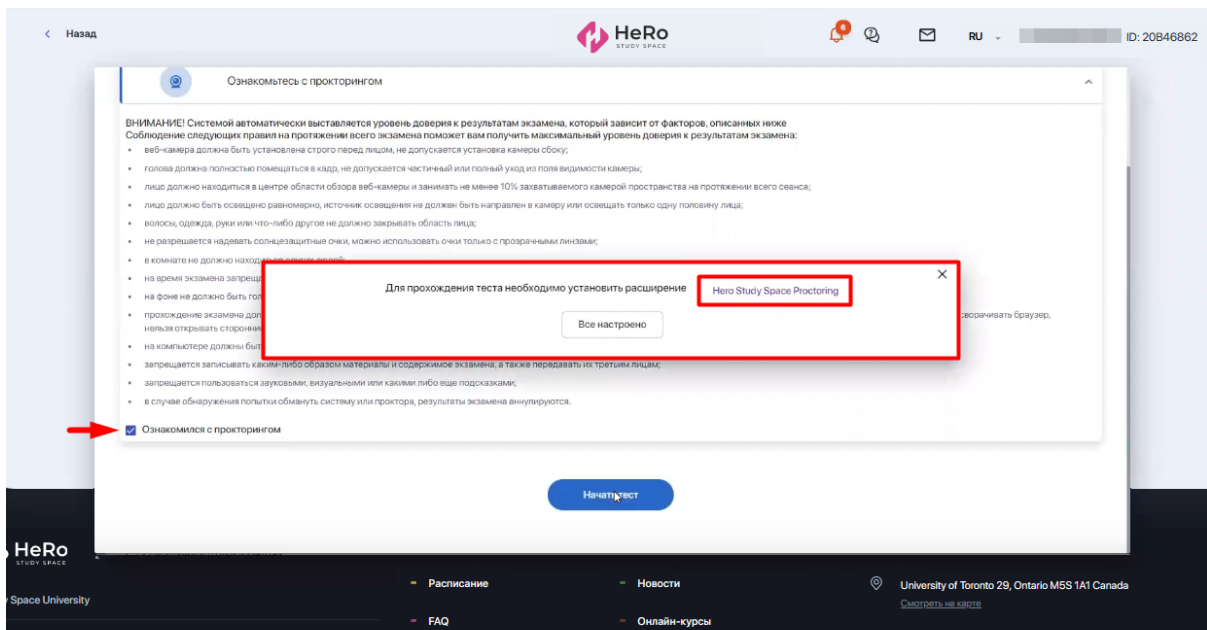 Назад
HeRo
STUDY SPACE
RU
ID: 20B46862
Ознакомьтесь с прокторингом
ВНИМАНИЕ! Системой автоматически выставляется уровень доверия к результатам экзамена, который зависит от факторов, описанных ниже
Соблюдение следующих правил на протяжении всего экзамена поможет вам получить максимальный уровень доверия к результатам экзамена:
веб-камера должна быть установлена строго перед лицом, не допускается установка камеры сбоку;
голова должна полностью помещаться в кадр, не допускается частичный или полный уход из поля видимости камеры;
лицо должно находиться в центре области обзора веб-камеры и занимать не менее 10% захватываемого камерой пространства на протяжении всего сеанса;
лицо должно быть освещено равномерно, источник освещения не должен быть направлен в камеру или освещать только одну половину лица;
волосы, одежда, руки или что-либо другое не должно закрывать область лица;
не разрешается надевать солнцезащитные очки, можно использовать очки только с прозрачными линзами;
в комнате не должно находиться других людей;
на время экзамена запреща
на фоне не должно быть гол
прохождение экзамена дол
сворачивать браузер,
нельзя открывать сторонни
на компьютере должны быт
Для прохождения теста необходимо установить расширение Hero Study Space Proctoring
Все настроено
запрещается записывать каким-либо образом материалы и содержимое экзамена, а также передавать их третьим лицам;
запрещается пользоваться звуковыми, визуальными или какими либо еще подсказками;
в случае обнаружения попытки обмануть систему или проктора, результаты экзамена аннулируются.
Ознакомился с прокторингом
Начать тест
HeRo
STUDY SPACE
Space University
Расписание
Новости
University of Toronto 29, Ontario M5S 1A1 Canada
Смотреть на карте
FAQ
Онлайн-курсы